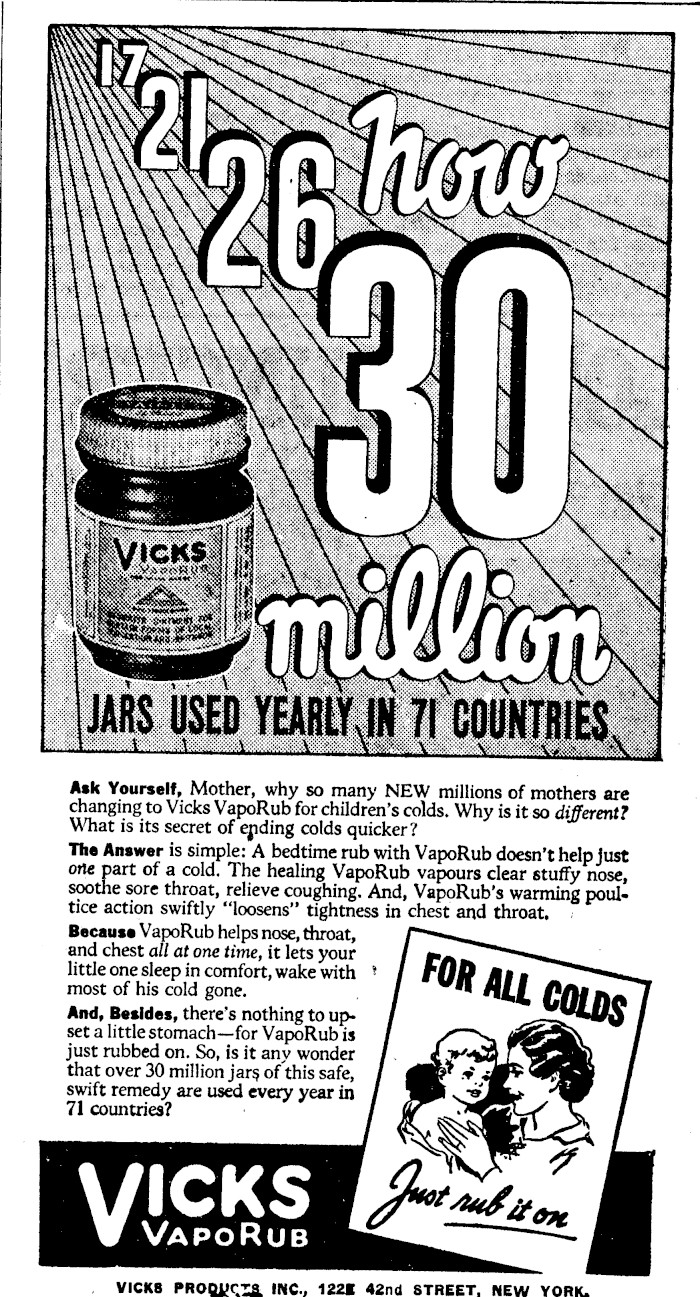 17
21
26 now
30
million
JARS USED YEARLY IN 71 COUNTRIES
VICKS
VAPORUB
Ask Yourself, Mother, why so many NEW millions of mothers are
changing to Vicks VapoRub for children's colds. Why is it so different?
What is its secret of ending colds quicker?
The Answer is simple: A bedtime rub with VapoRub doesn't help just
one part of a cold. The healing VapoRub vapours clear stuffy nose,
soothe sore throat, relieve coughing. And, VapoRub's warming poul-
tice action swiftly "loosens" tightness in chest and throat.
Because VapoRub helps nose, throat,
and chest all at one time, it lets your
little one sleep in comfort, wake with
most of his cold gone.
And, Besides, there's nothing to up-
set a little stomach—for VapoRub is
just rubbed on. So, is it any wonder
that over 30 million jars of this safe,
swift remedy are used every year in
71 countries?
FOR ALL COLDS
Just rub it on
VICKS
VAPORUB
VICKS PRODUCTS INC., 122E 42nd STREET, NEW YORK.